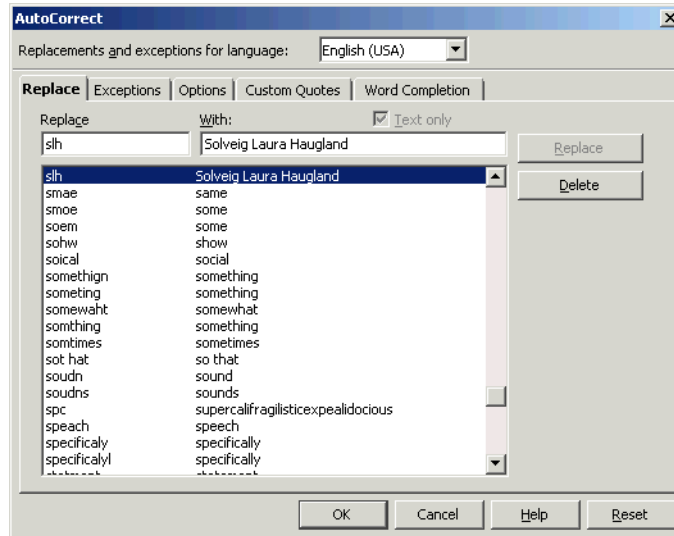 AutoCorrect
Replacements and exceptions for language: English (USA)
Replace Exceptions Options Custom Quotes Word Completion
Replace With: Text only
slh Solveig Laura Haugland Replace
slh Solveig Laura Haugland
Delete
smae same
smoe some
soem some
sohw show
soical social
somethign something
someting something
somewaht somewhat
somthing something
somtimes sometimes
sot hat so that
soudn sound
soudns sounds
spc supercalifragilisticexpealidocious
speach speech
specificaly specifically
specificalyl specifically
OK Cancel Help Reset